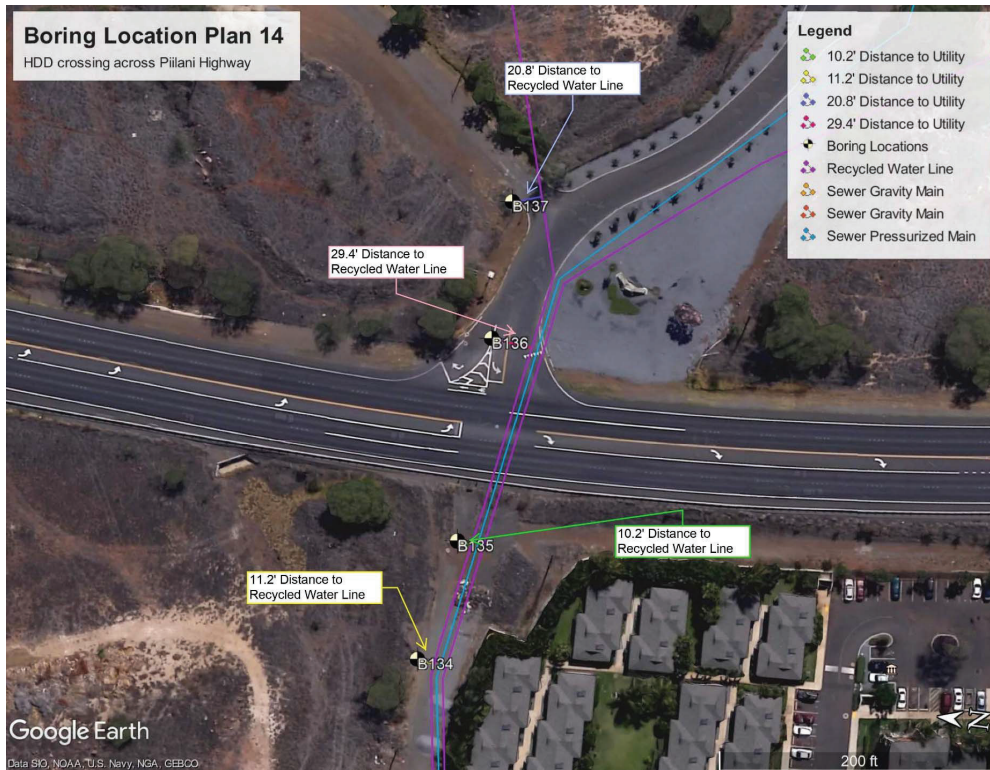 Boring Location Plan 14
HDD crossing across Piilani Highway
Legend
10.2' Distance to Utility
11.2' Distance to Utility
20.8' Distance to Utility
29.4' Distance to Utility
Boring Locations
Recycled Water Line
Sewer Gravity Main
Sewer Gravity Main
Sewer Pressurized Main
20.8' Distance to
Recycled Water Line
B137
29.4' Distance to
Recycled Water Line
B136
10.2' Distance to
Recycled Water Line
B135
11.2' Distance to
Recycled Water Line
B134
Google Earth
Data SIO, NOAA, U.S. Navy, NGA, GEBCO
200 ft
N